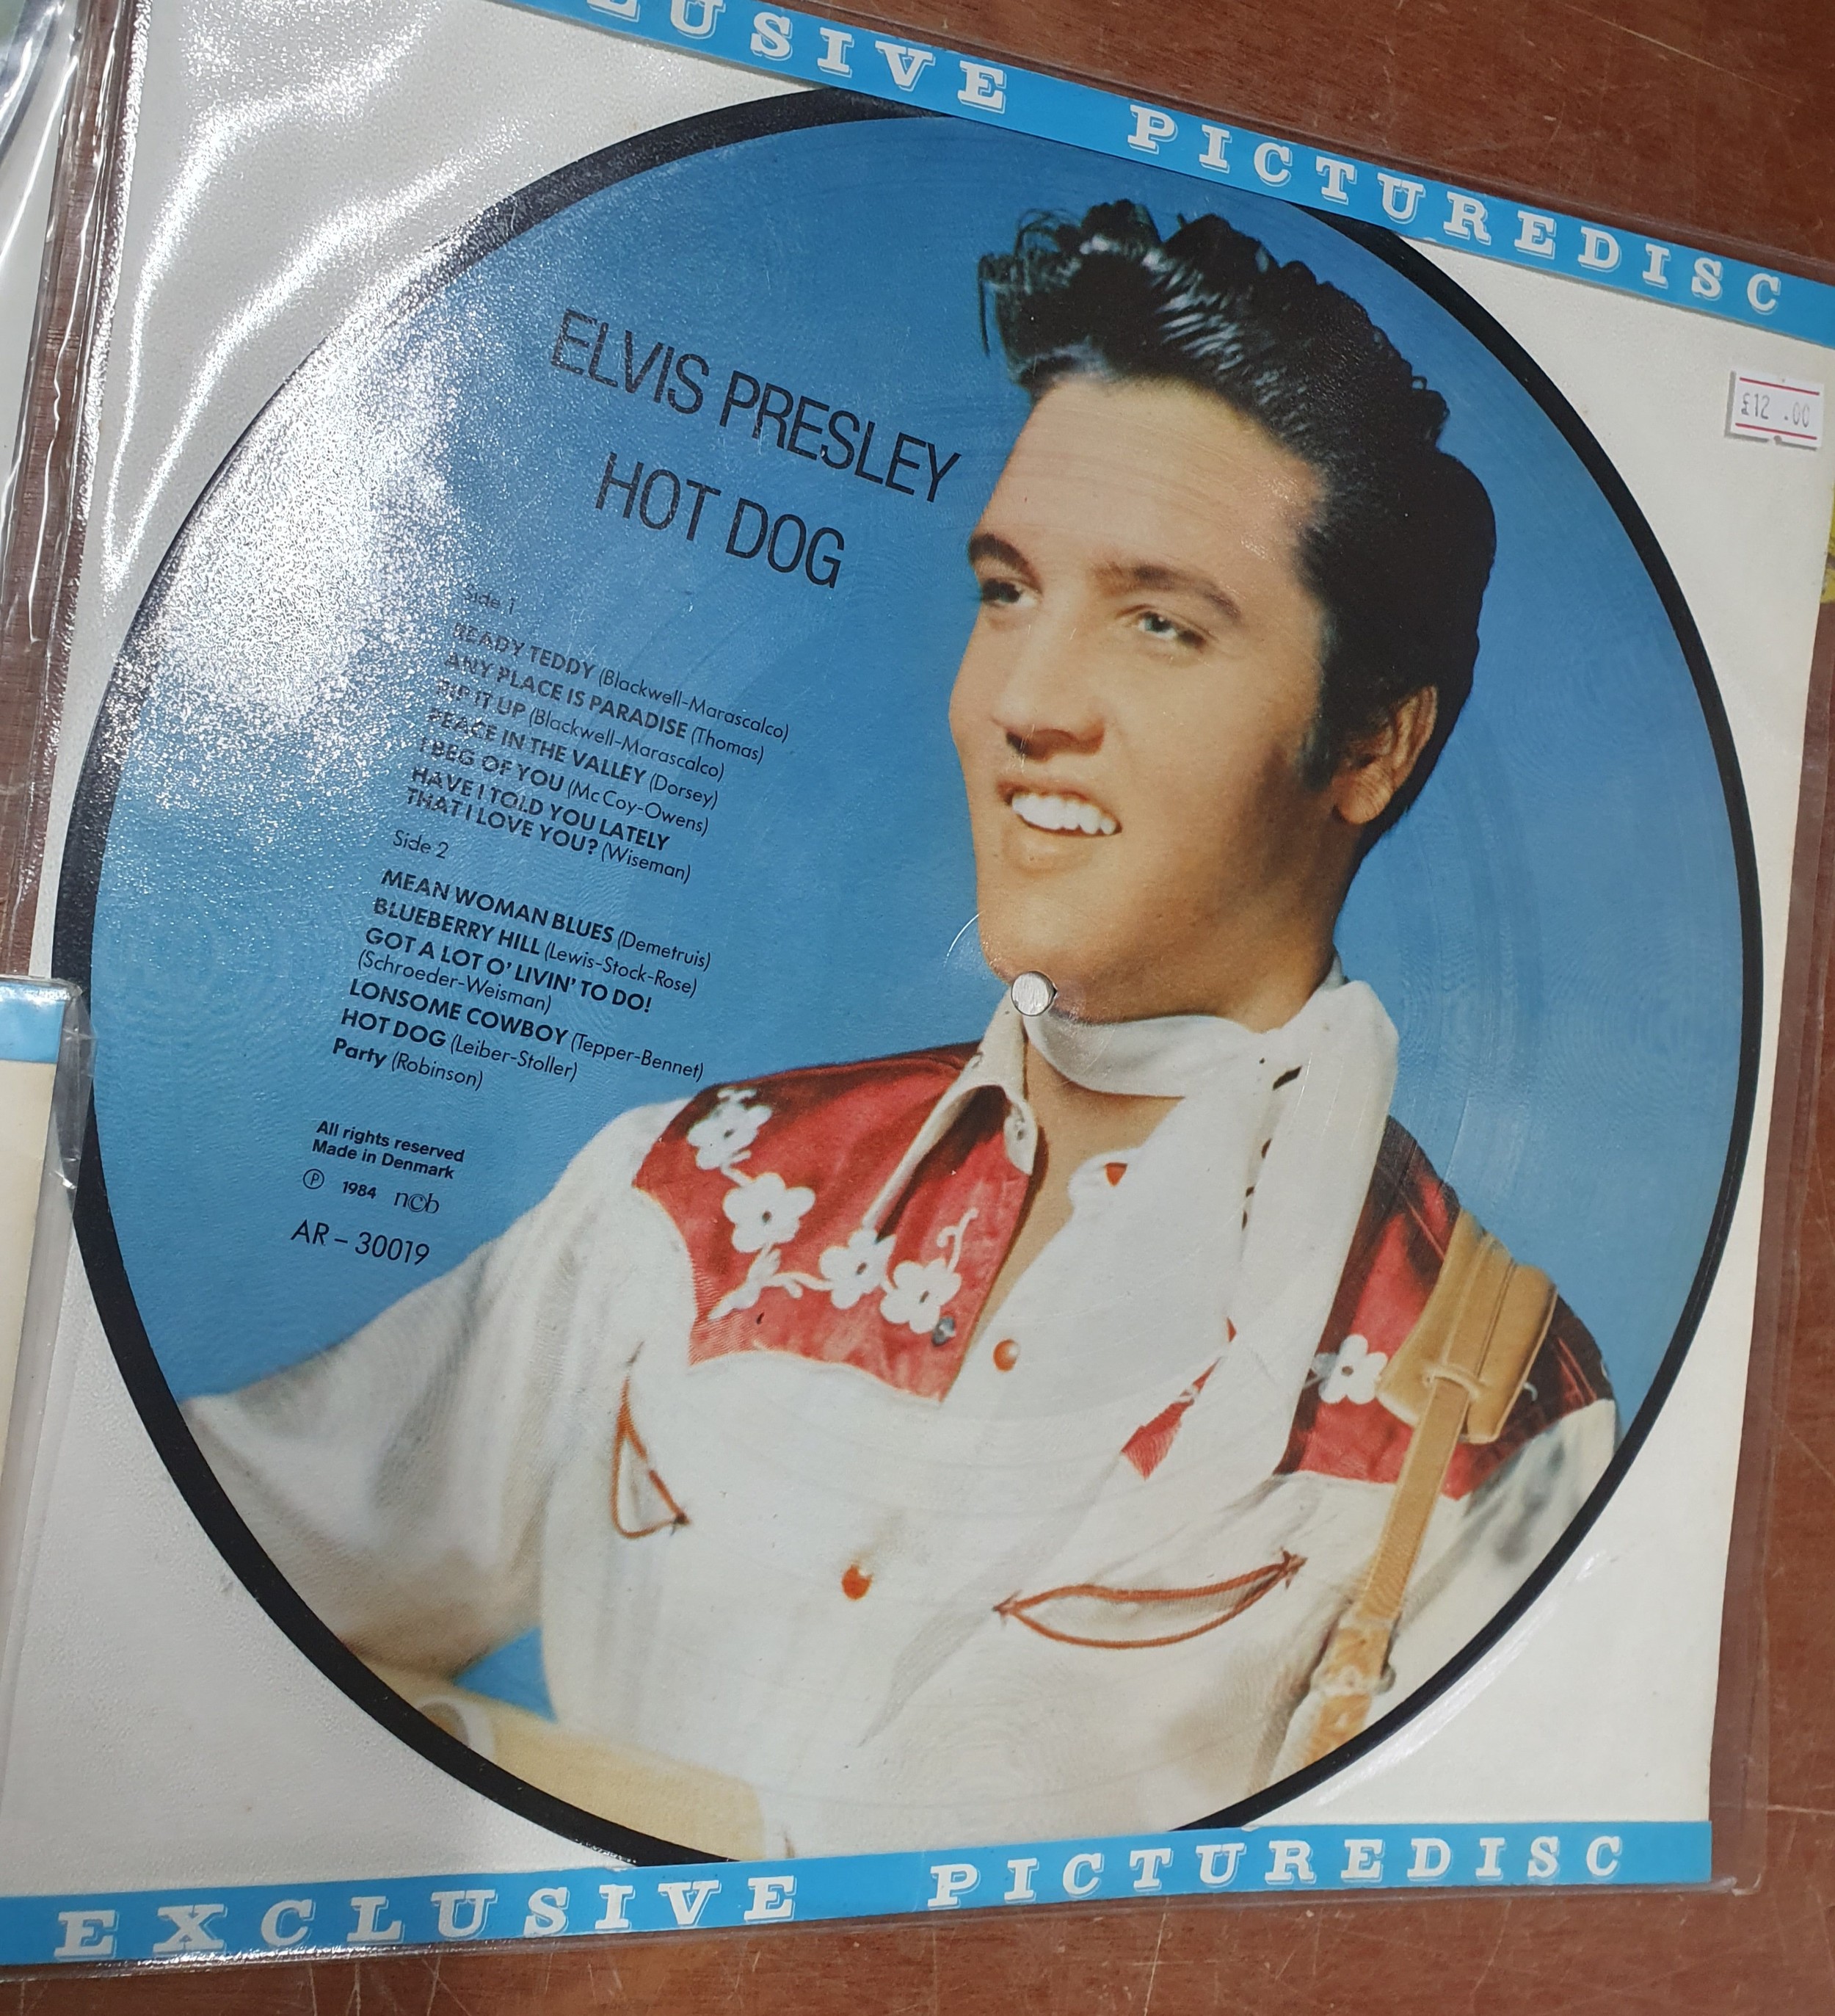 USIVE PICTUREDISC
£12.00
ELVIS PRESLEY
HOT DOG
Side 1
READY TEDDY (Blackwell-Marascalco)
ANY PLACE IS PARADISE (Thomas)
RIP IT UP (Blackwell-Marascalco)
PEACE IN THE VALLEY (Dorsey)
I BEG OF YOU (Mc Coy-Owens)
HAVE I TOLD YOU LATELY
THAT I LOVE YOU? (Wiseman)
Side 2
MEAN WOMAN BLUES (Demetruis)
BLUEBERRY HILL (Lewis-Stock-Rose)
GOT A LOT O' LIVIN' TO DO!
(Schroeder-Weisman)
LONSOME COWBOY (Tepper-Bennet)
HOT DOG (Leiber-Stoller)
Party (Robinson)
All rights reserved
Made in Denmark
℗ 1984 n©b
AR – 30019
EXCLUSIVE PICTUREDISC